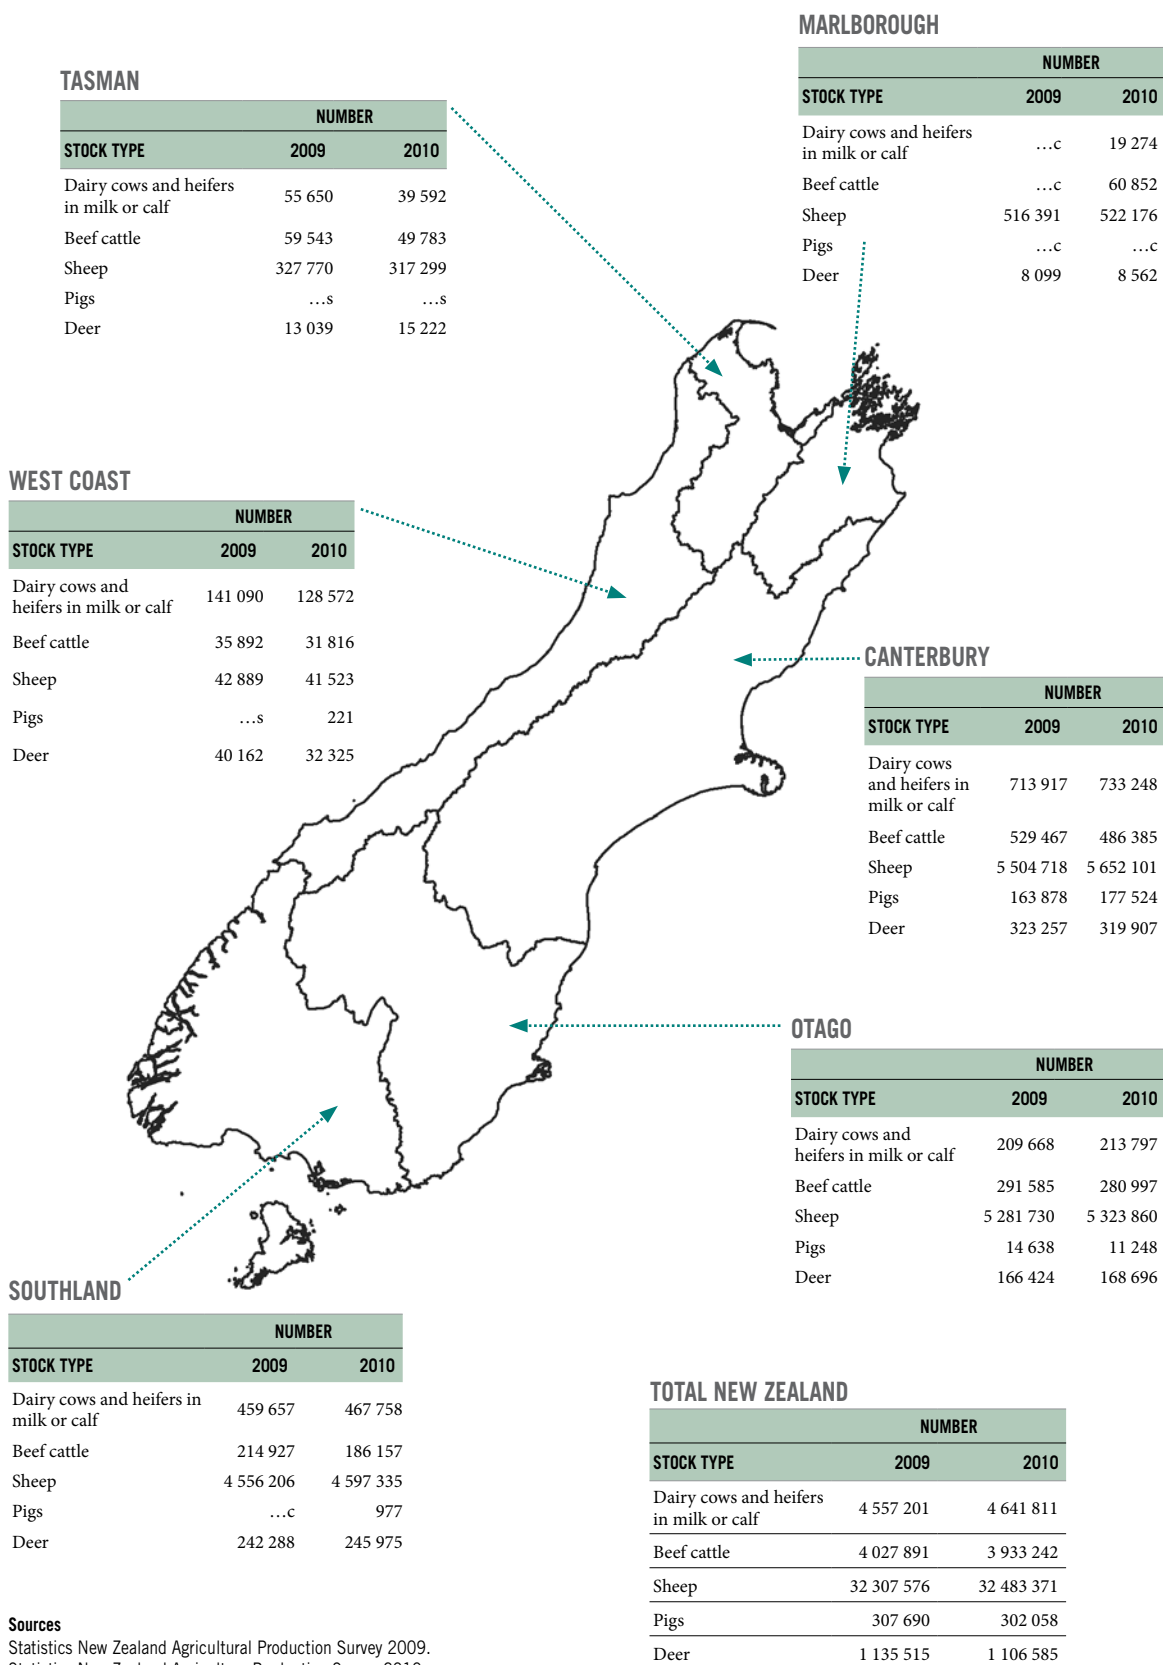 MARLBOROUGH
NUMBER
STOCK TYPE 2009 2010
Dairy cows and heifers
in milk or calf …c 19 274
Beef cattle …c 60 852
Sheep 516 391 522 176
Pigs …c …c
Deer 8 099 8 562
TASMAN
NUMBER
STOCK TYPE 2009 2010
Dairy cows and heifers
in milk or calf 55 650 39 592
Beef cattle 59 543 49 783
Sheep 327 770 317 299
Pigs …s …s
Deer 13 039 15 222
WEST COAST
NUMBER
STOCK TYPE 2009 2010
Dairy cows and
heifers in milk or calf 141 090 128 572
Beef cattle 35 892 31 816
Sheep 42 889 41 523
Pigs …s 221
Deer 40 162 32 325
CANTERBURY
NUMBER
STOCK TYPE 2009 2010
Dairy cows
and heifers in
milk or calf 713 917 733 248
Beef cattle 529 467 486 385
Sheep 5 504 718 5 652 101
Pigs 163 878 177 524
Deer 323 257 319 907
OTAGO
NUMBER
STOCK TYPE 2009 2010
Dairy cows and
heifers in milk or calf 209 668 213 797
Beef cattle 291 585 280 997
Sheep 5 281 730 5 323 860
Pigs 14 638 11 248
Deer 166 424 168 696
SOUTHLAND
NUMBER
STOCK TYPE 2009 2010
Dairy cows and heifers in
milk or calf 459 657 467 758
Beef cattle 214 927 186 157
Sheep 4 556 206 4 597 335
Pigs …c 977
Deer 242 288 245 975
TOTAL NEW ZEALAND
NUMBER
STOCK TYPE 2009 2010
Dairy cows and heifers
in milk or calf 4 557 201 4 641 811
Beef cattle 4 027 891 3 933 242
Sheep 32 307 576 32 483 371
Pigs 307 690 302 058
Deer 1 135 515 1 106 585
Sources
Statistics New Zealand Agricultural Production Survey 2009.